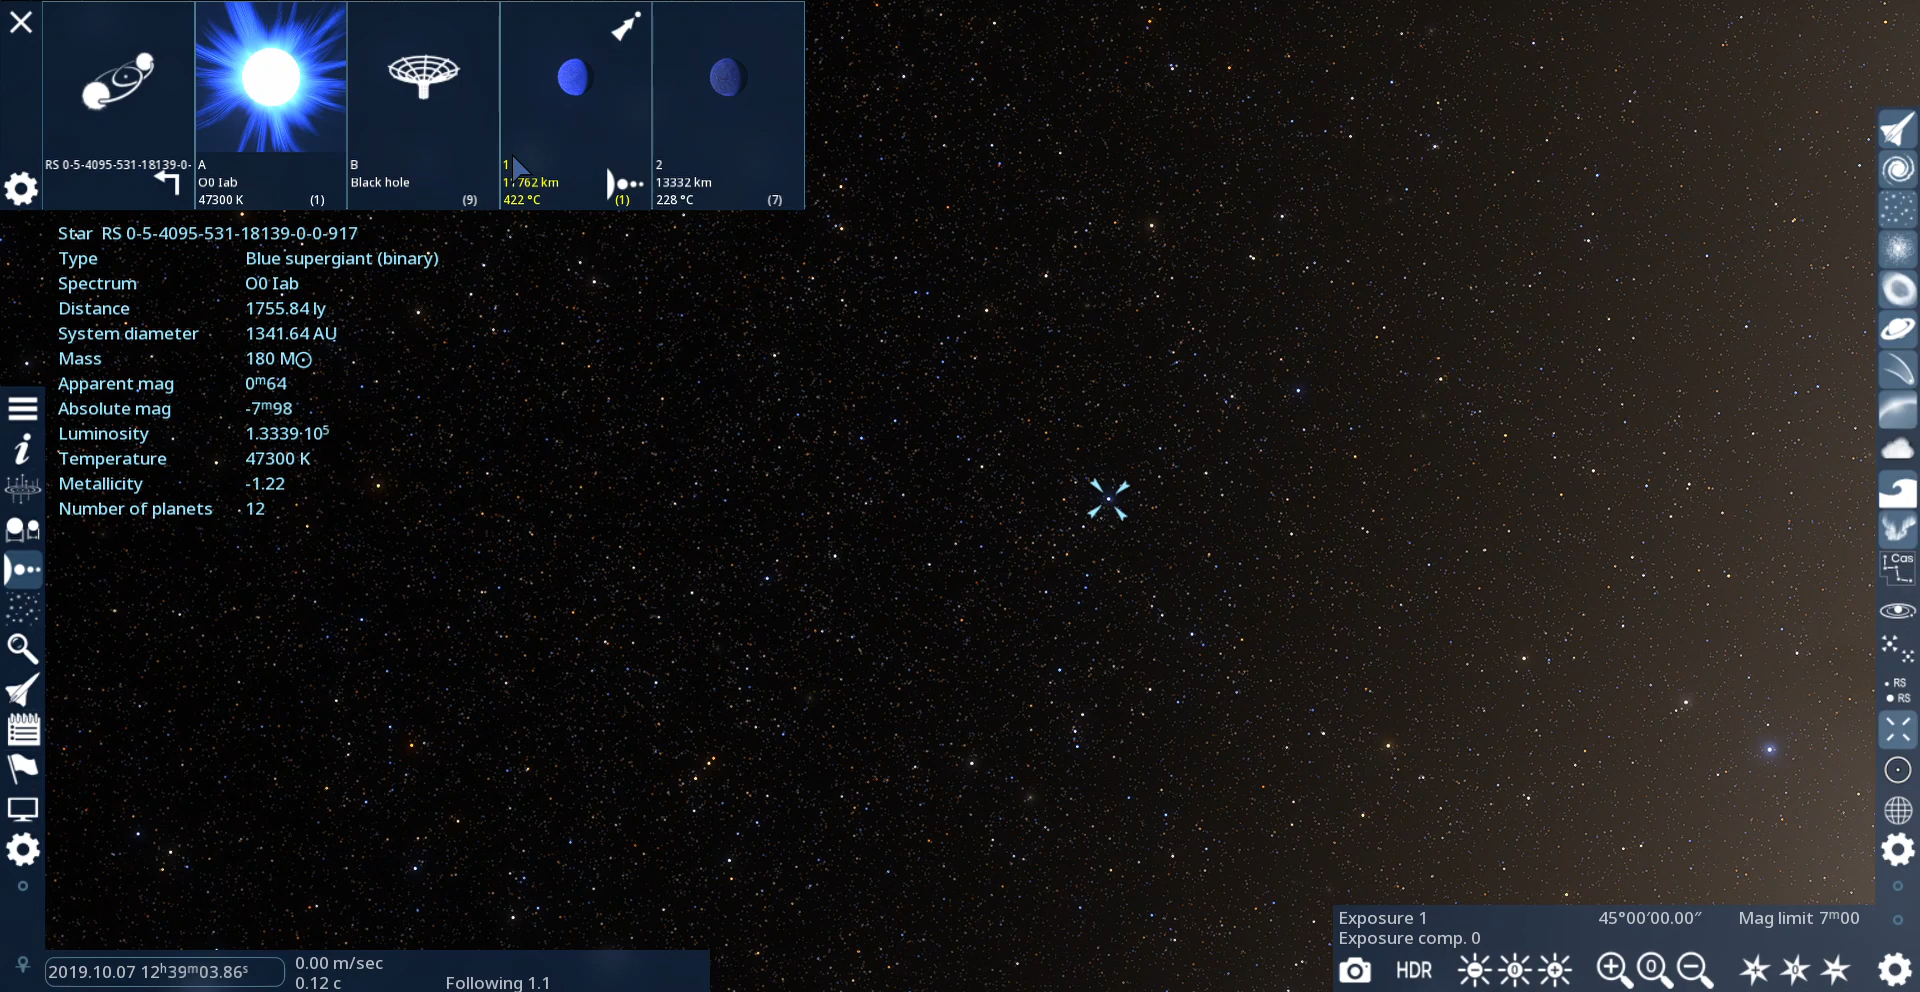 RS 0-5-4095-531-18139-0-
A
O0 Iab
47300 K (1)
B
Black hole
(9)
1
762 km
422 °C (1)
2
13332 km
228 °C (7)
Star RS 0-5-4095-531-18139-0-0-917
Type Blue supergiant (binary)
Spectrum O0 Iab
Distance 1755.84 ly
System diameter 1341.64 AU
Mass 180 M☉
Apparent mag 0ᵐ64
Absolute mag -7ᵐ98
Luminosity 1.3339·10⁵
Temperature 47300 K
Metallicity -1.22
Number of planets 12
Cas
RS
RS
Exposure 1 45°00′00.00″ Mag limit 7ᵐ00
Exposure comp. 0
HDR 0 0 0
2019.10.07 12ʰ39ᵐ03.86ˢ
0.00 m/sec
0.12 c Following 1.1